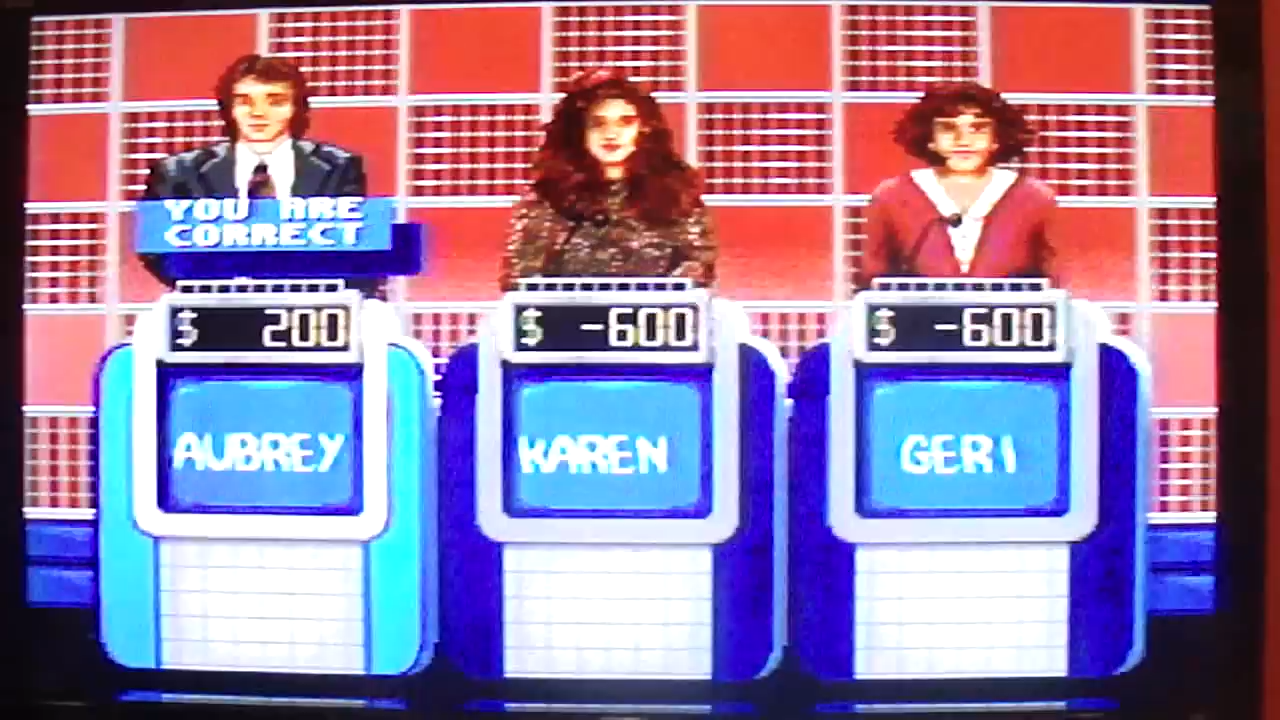 YOU ARE
CORRECT
$ 200
$ -600
$ -600
AUBREY
KAREN
GERI